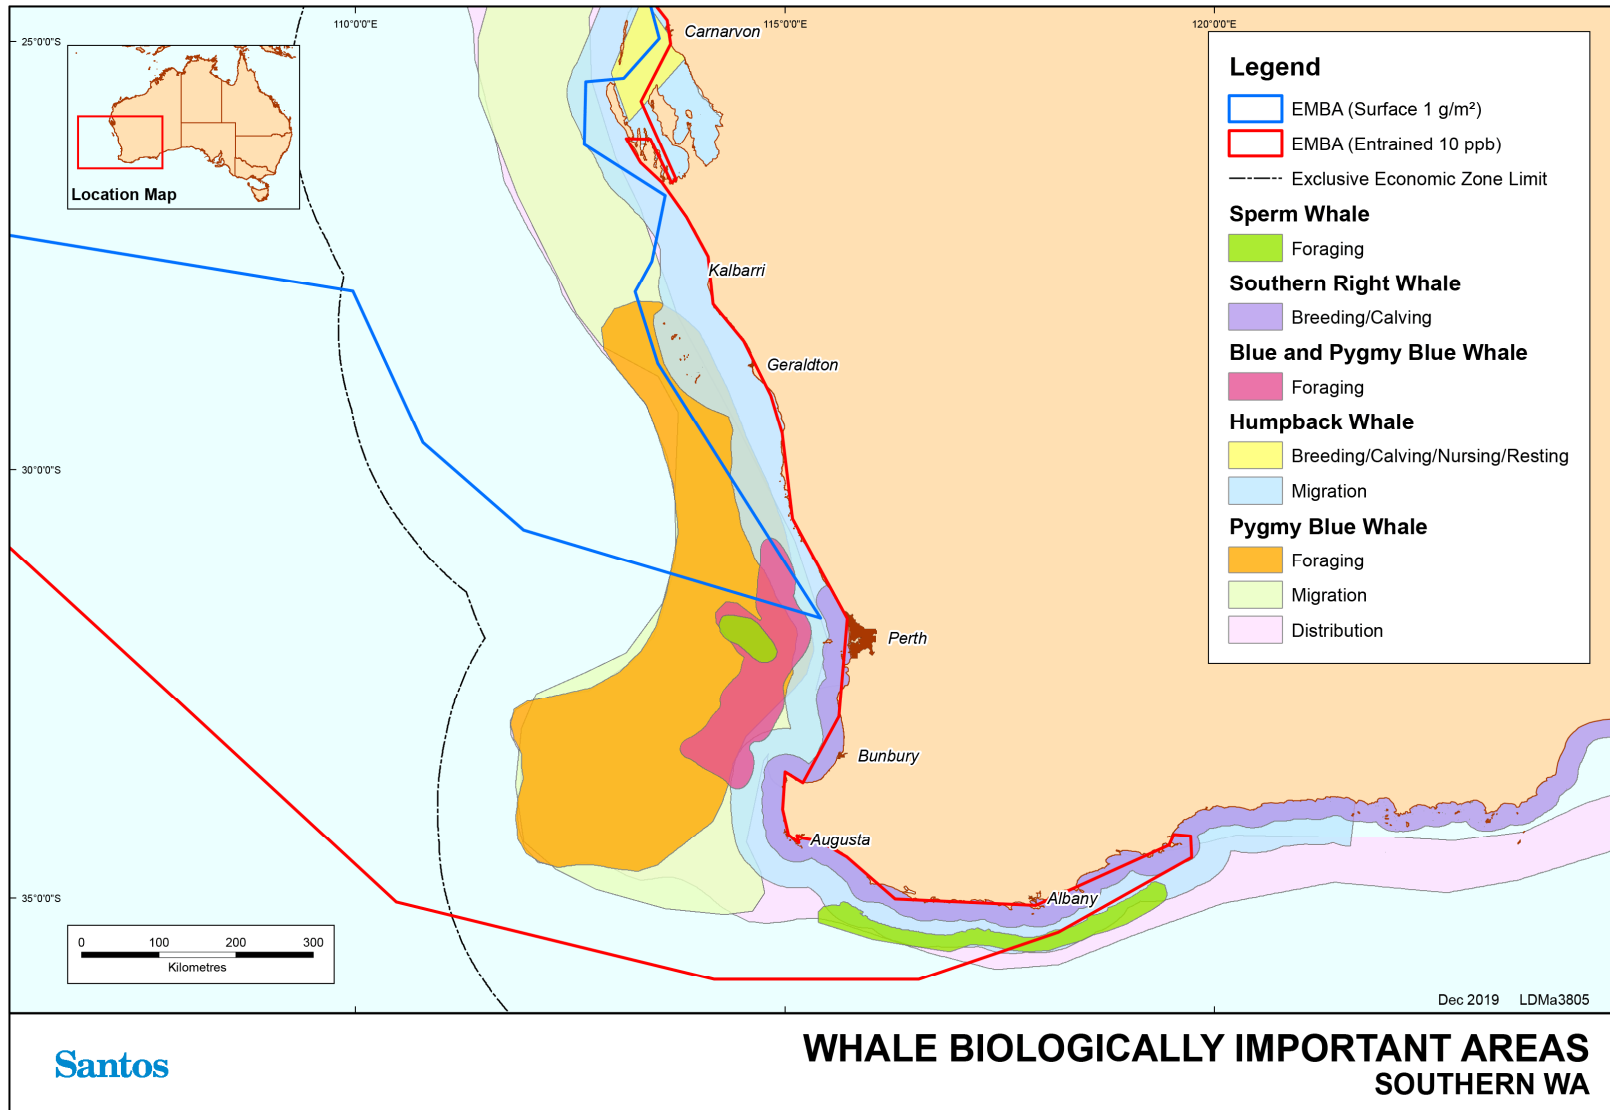 110°0'0"E
115°0'0"E
120°0'0"E
25°0'0"S
30°0'0"S
35°0'0"S
Location Map
Carnarvon
Kalbarri
Geraldton
Perth
Bunbury
Augusta
Albany
Legend
EMBA (Surface 1 g/m²)
EMBA (Entrained 10 ppb)
Exclusive Economic Zone Limit
Sperm Whale
Foraging
Southern Right Whale
Breeding/Calving
Blue and Pygmy Blue Whale
Foraging
Humpback Whale
Breeding/Calving/Nursing/Resting
Migration
Pygmy Blue Whale
Foraging
Migration
Distribution
0 100 200 300
Kilometres
Dec 2019 LDMa3805
Santos
WHALE BIOLOGICALLY IMPORTANT AREAS
SOUTHERN WA